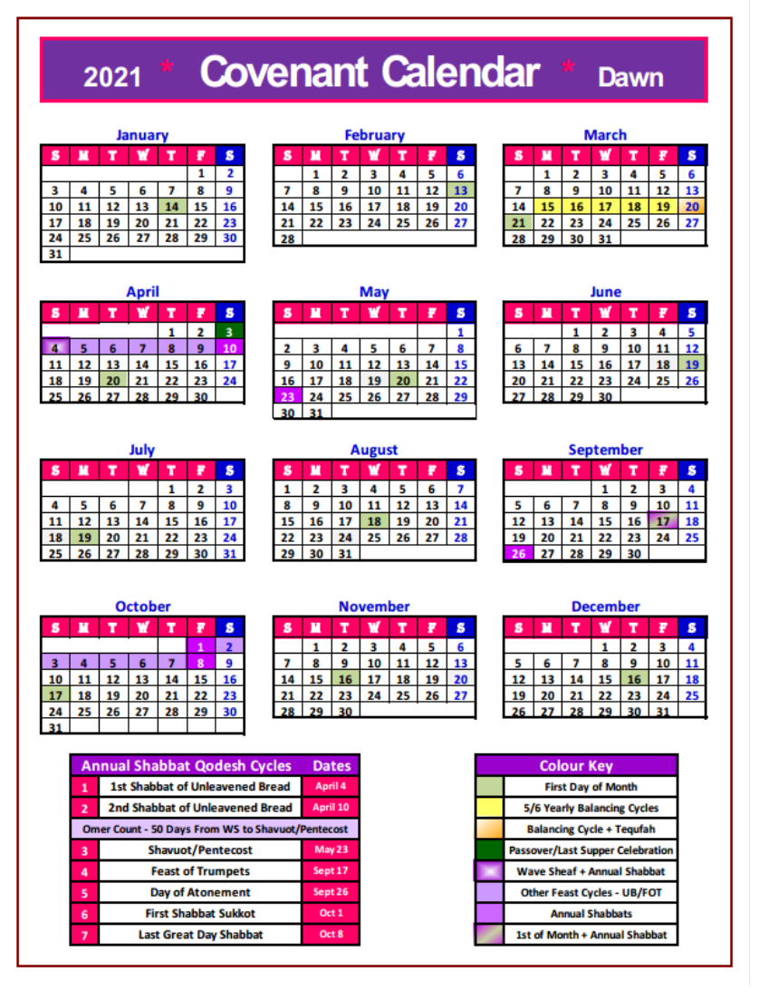 2021 * Covenant Calendar * Dawn
January February March
S M T W T F S S M T W T F S S M T W T F S
1 2 1 2 3 4 5 6 1 2 3 4 5 6
3 4 5 6 7 8 9 7 8 9 10 11 12 13 7 8 9 10 11 12 13
10 11 12 13 14 15 16 14 15 16 17 18 19 20 14 15 16 17 18 19 20
17 18 19 20 21 22 23 21 22 23 24 25 26 27 21 22 23 24 25 26 27
24 25 26 27 28 29 30 28 28 29 30 31
31
April May June
S M T W T F S S M T W T F S S M T W T F S
1 2 3 1 1 2 3 4 5
4 5 6 7 8 9 10 2 3 4 5 6 7 8 6 7 8 9 10 11 12
11 12 13 14 15 16 17 9 10 11 12 13 14 15 13 14 15 16 17 18 19
18 19 20 21 22 23 24 16 17 18 19 20 21 22 20 21 22 23 24 25 26
25 26 27 28 29 30 23 24 25 26 27 28 29 27 28 29 30
30 31
July August September
S M T W T F S S M T W T F S S M T W T F S
1 2 3 1 2 3 4 5 6 7 1 2 3 4
4 5 6 7 8 9 10 8 9 10 11 12 13 14 5 6 7 8 9 10 11
11 12 13 14 15 16 17 15 16 17 18 19 20 21 12 13 14 15 16 17 18
18 19 20 21 22 23 24 22 23 24 25 26 27 28 19 20 21 22 23 24 25
25 26 27 28 29 30 31 29 30 31 26 27 28 29 30
October November December
S M T W T F S S M T W T F S S M T W T F S
1 2 1 2 3 4 5 6 1 2 3 4
3 4 5 6 7 8 9 7 8 9 10 11 12 13 5 6 7 8 9 10 11
10 11 12 13 14 15 16 14 15 16 17 18 19 20 12 13 14 15 16 17 18
17 18 19 20 21 22 23 21 22 23 24 25 26 27 19 20 21 22 23 24 25
24 25 26 27 28 29 30 28 29 30 26 27 28 29 30 31
31
Annual Shabbat Qodesh Cycles Dates
1 1st Shabbat of Unleavened Bread April 4
2 2nd Shabbat of Unleavened Bread April 10
Omer Count - 50 Days From WS to Shavuot/Pentecost
3 Shavuot/Pentecost May 23
4 Feast of Trumpets Sept 17
5 Day of Atonement Sept 26
6 First Shabbat Sukkot Oct 1
7 Last Great Day Shabbat Oct 8
Colour Key
First Day of Month
5/6 Yearly Balancing Cycles
Balancing Cycle + Tequfah
Passover/Last Supper Celebration
Wave Sheaf + Annual Shabbat
Other Feast Cycles - UB/FOT
Annual Shabbats
1st of Month + Annual Shabbat